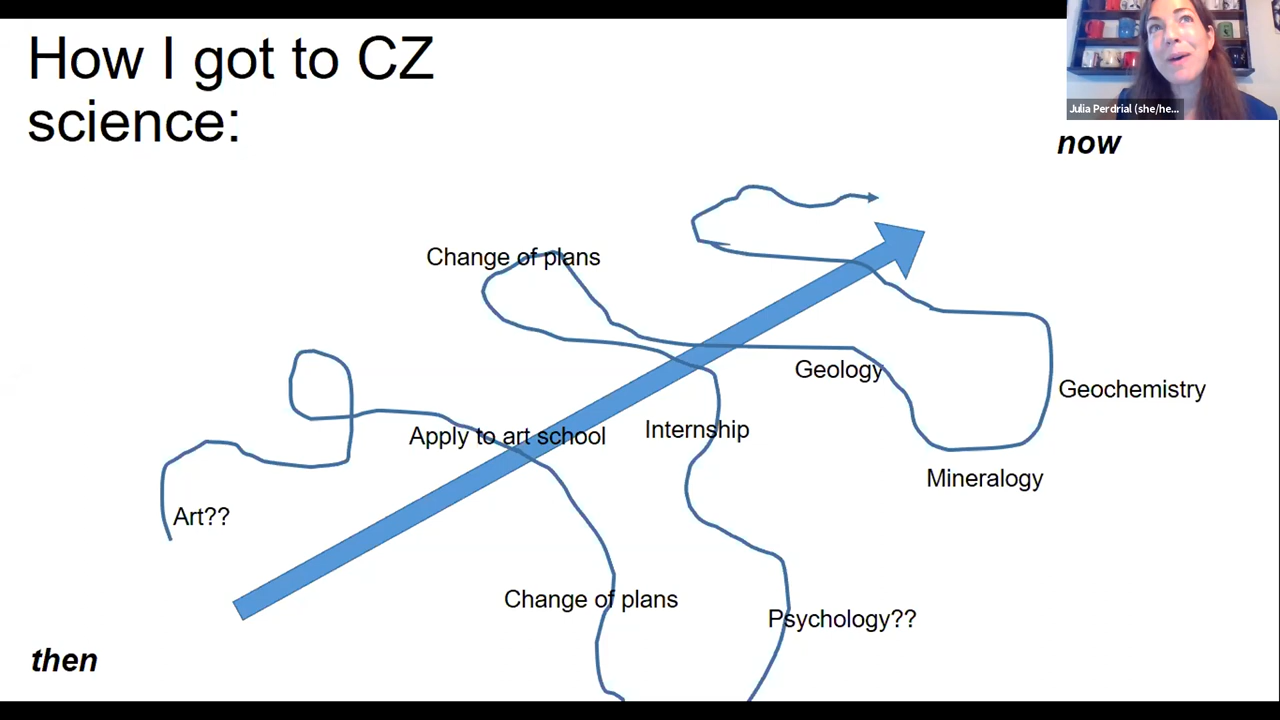 How I got to CZ
science:
Julia Perdrial (she/he...
now
Change of plans
Geology
Geochemistry
Apply to art school
Internship
Mineralogy
Art??
Change of plans
Psychology??
then